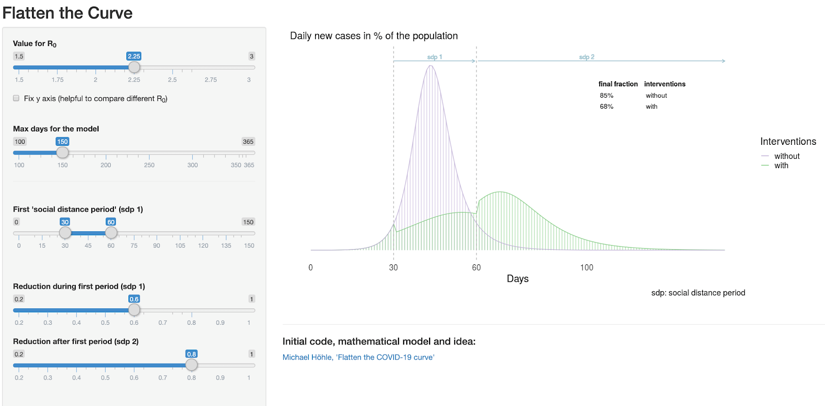 Flatten the Curve
Value for R0
1.5 2.25 3
1.5 1.75 2 2.25 2.5 2.75 3
Fix y axis (helpful to compare different R0)
Max days for the model
100 150 365
100 150 200 250 300 350 365
First 'social distance period' (sdp 1)
0 30 60 150
0 15 30 45 60 75 90 105 120 135 150
Reduction during first period (sdp 1)
0.2 0.6 1
0.2 0.3 0.4 0.5 0.6 0.7 0.8 0.9 1
Reduction after first period (sdp 2)
0.2 0.8 1
0.2 0.3 0.4 0.5 0.6 0.7 0.8 0.9 1
Daily new cases in % of the population
sdp 1 sdp 2
final fraction interventions
85% without
68% with
Interventions
without
with
0 30 60 100
Days
sdp: social distance period
Initial code, mathematical model and idea:
Michael Höhle, 'Flatten the COVID-19 curve'